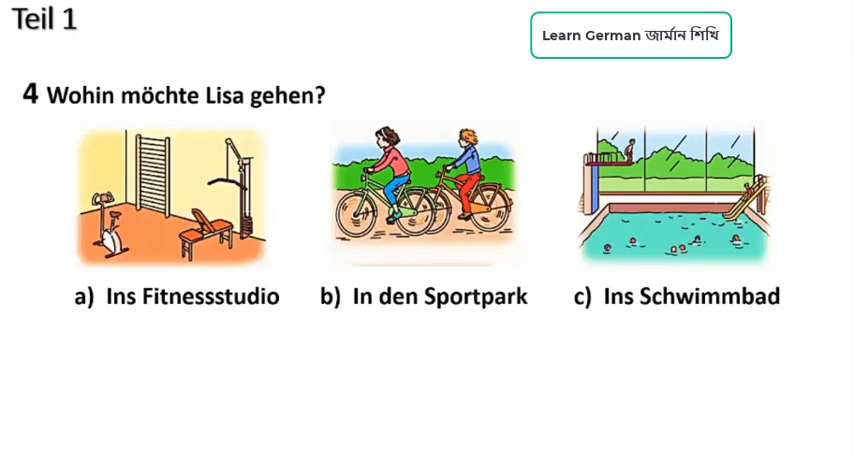 Teil 1
Learn German জার্মান শিখি
4 Wohin möchte Lisa gehen?
a) Ins Fitnessstudio
b) In den Sportpark
c) Ins Schwimmbad